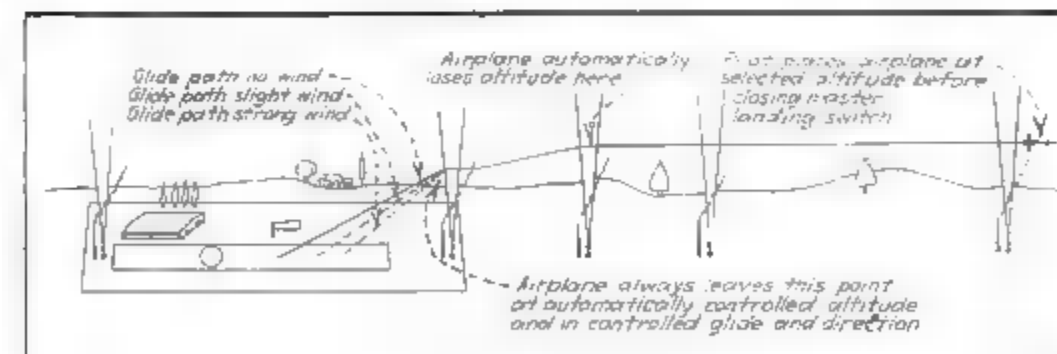 Glide path no wind
Glide path slight wind
Glide path strong wind
Airplane automatically
loses altitude here
airplane at
selected altitude before
closing master
landing switch
Airplane always leaves this point
at automatically controlled altitude
and in controlled glide and direction